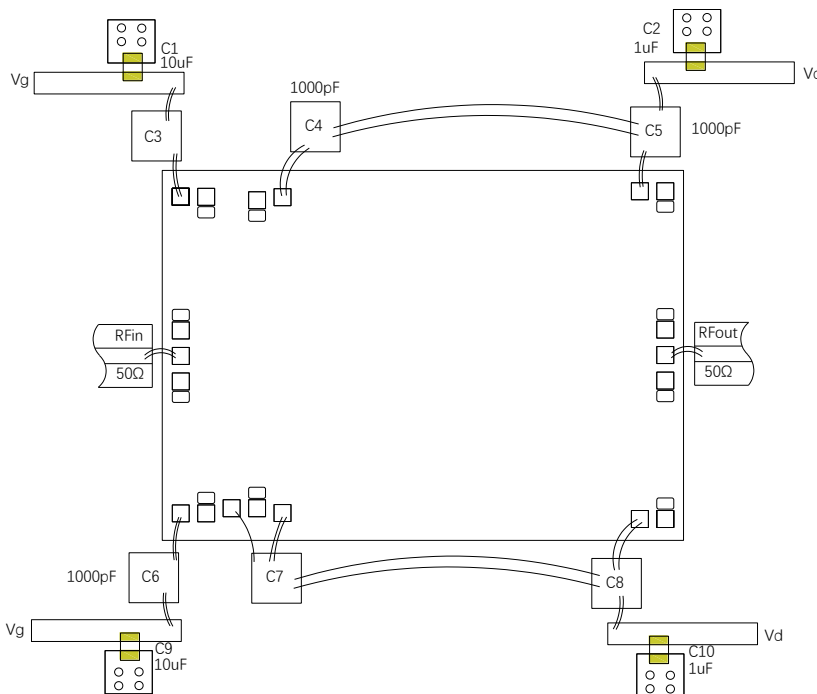 C1
10uF
Vg
C2
1uF
C3
1000pF
C4
C5
1000pF
RFin
50Ω
RFout
50Ω
1000pF
C6
C7
C8
Vg
C9
10uF
Vd
C10
1uF